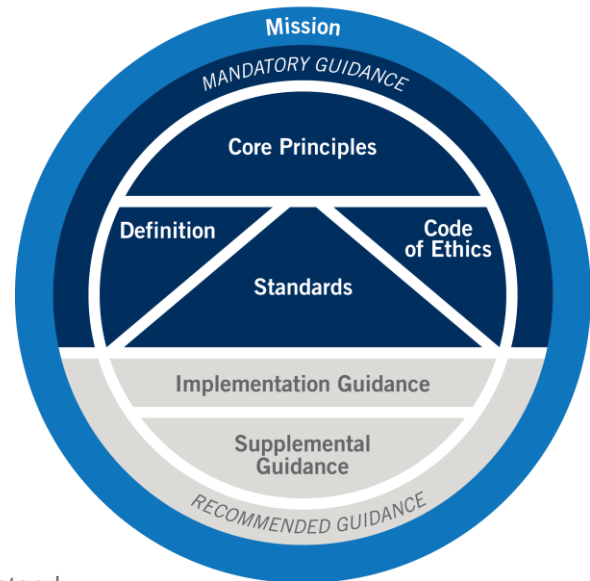 Mission
MANDATORY GUIDANCE
Core Principles
Definition
Code
of Ethics
Standards
Implementation Guidance
Supplemental
Guidance
RECOMMENDED GUIDANCE